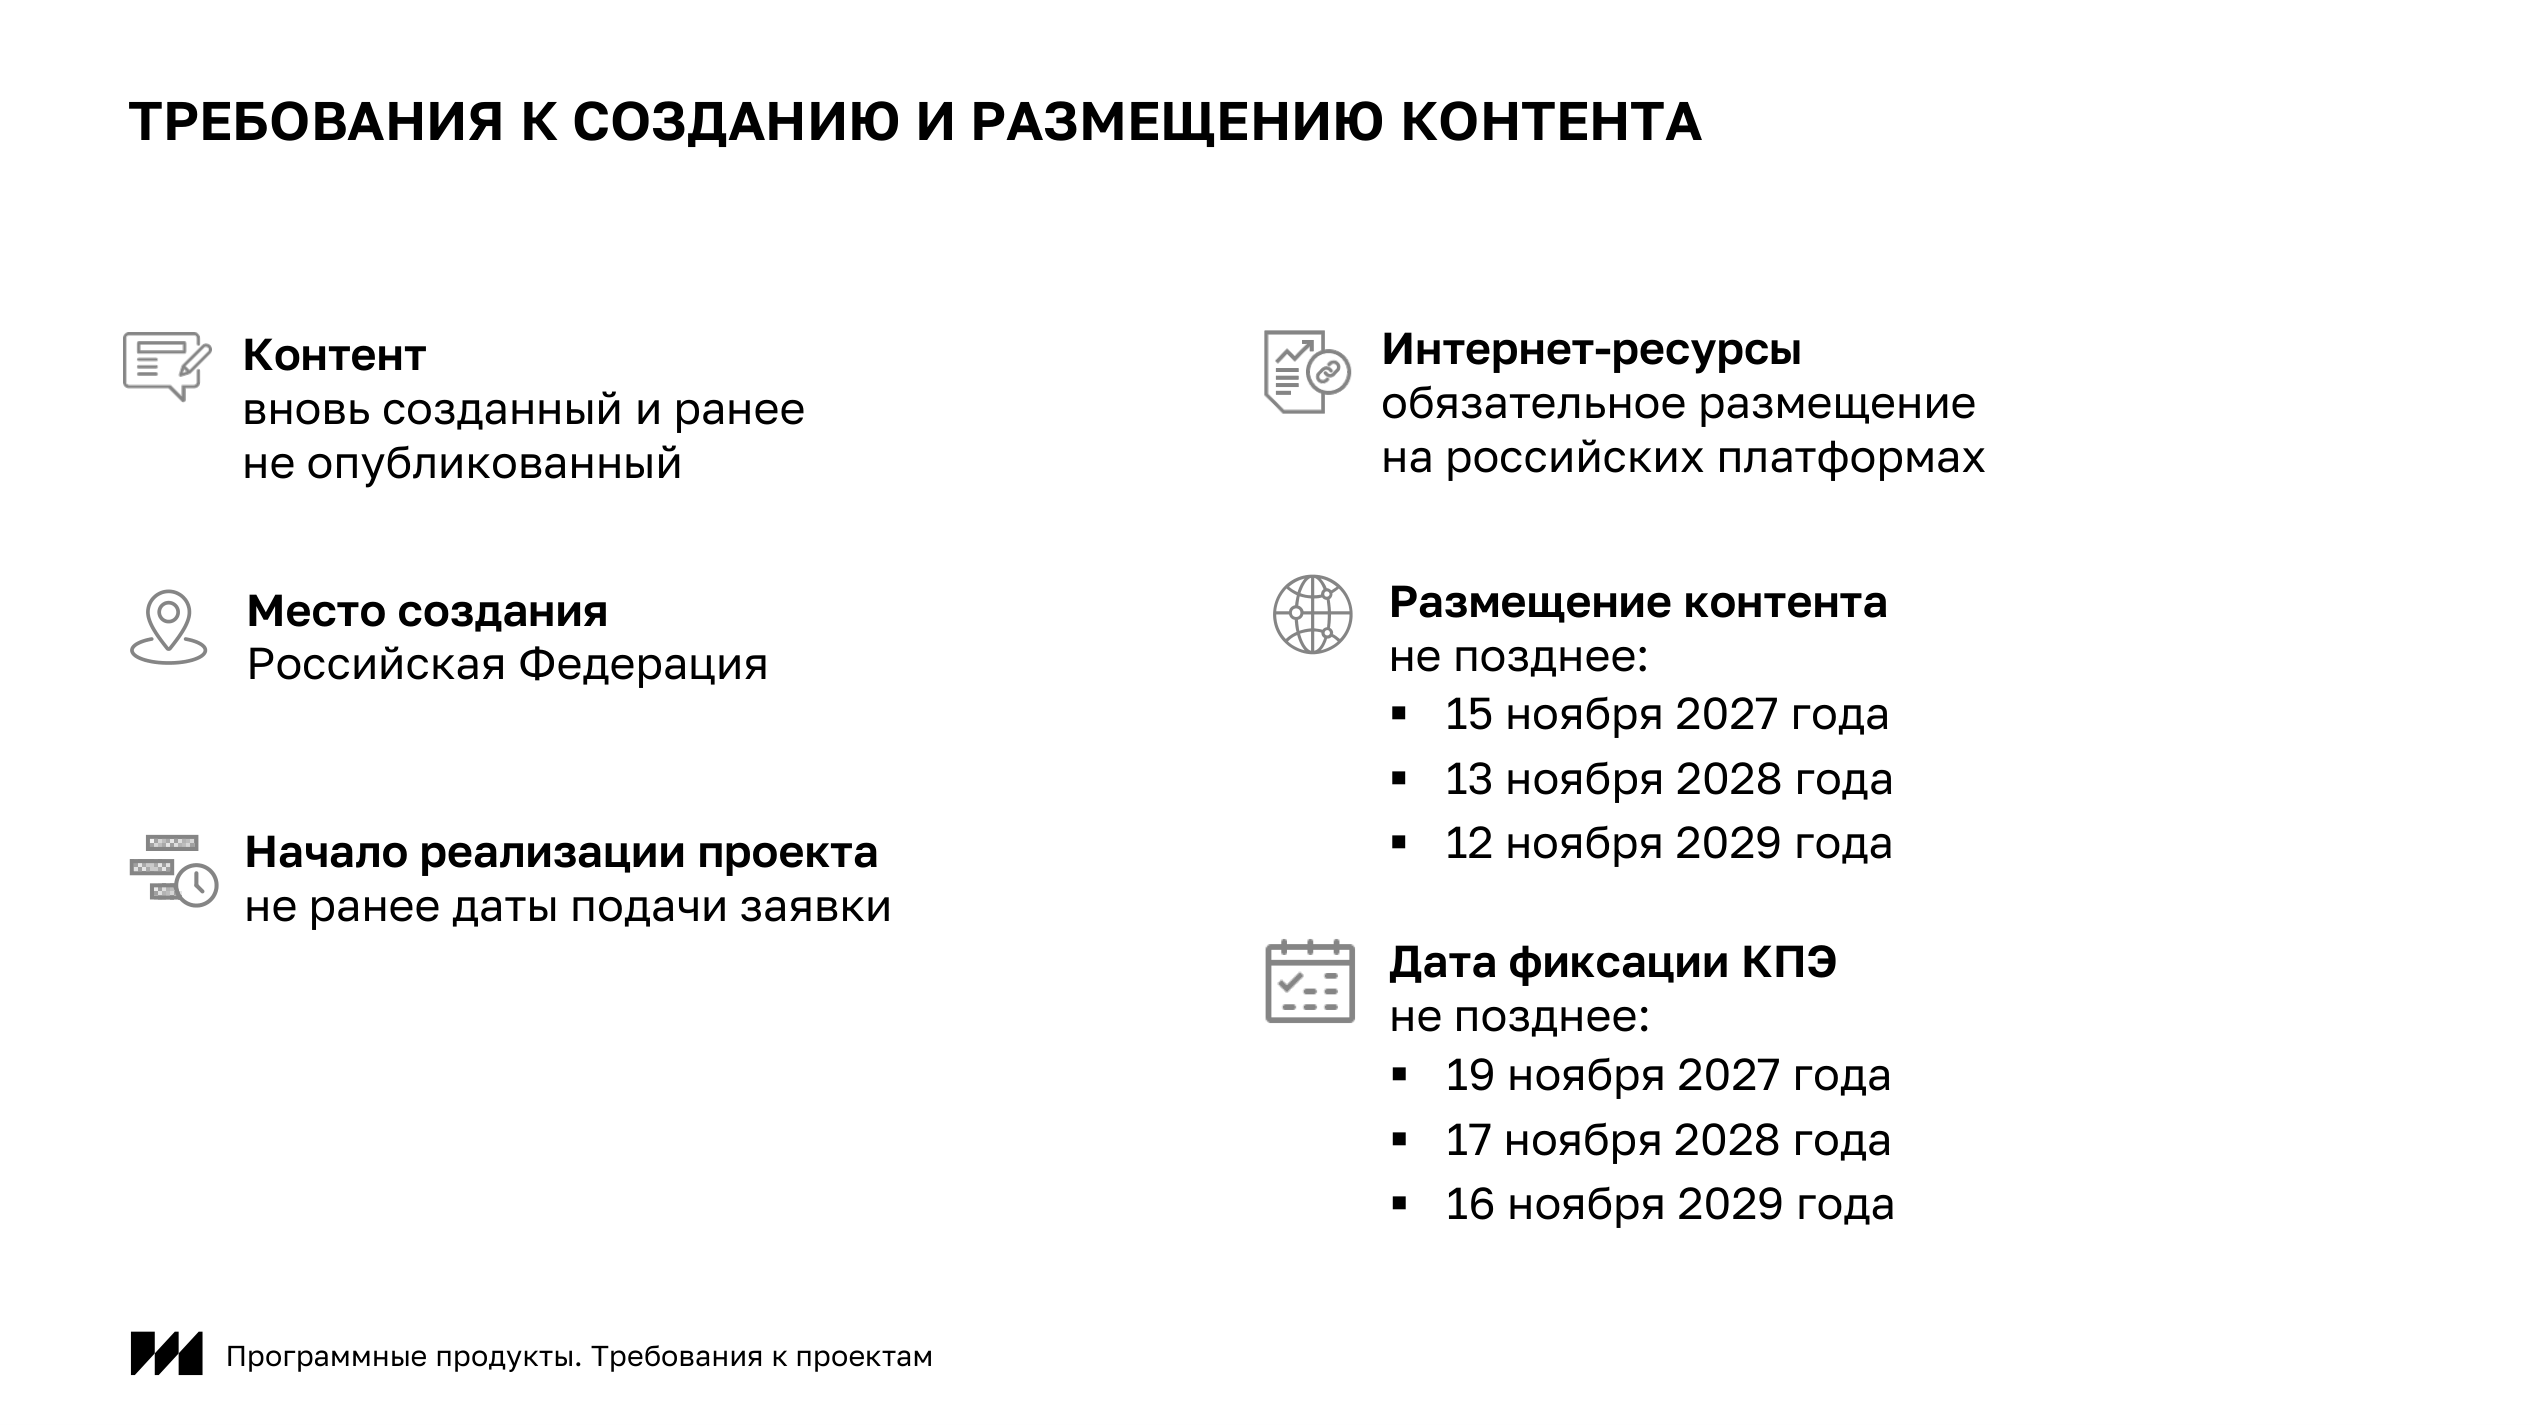 ТРЕБОВАНИЯ К СОЗДАНИЮ И РАЗМЕЩЕНИЮ КОНТЕНТА
Контент
вновь созданный и ранее
не опубликованный
Место создания
Российская Федерация
Начало реализации проекта
не ранее даты подачи заявки
Интернет-ресурсы
обязательное размещение
на российских платформах
Размещение контента
не позднее:
▪ 15 ноября 2027 года
▪ 13 ноября 2028 года
▪ 12 ноября 2029 года
Дата фиксации КПЭ
не позднее:
▪ 19 ноября 2027 года
▪ 17 ноября 2028 года
▪ 16 ноября 2029 года
Программные продукты. Требования к проектам